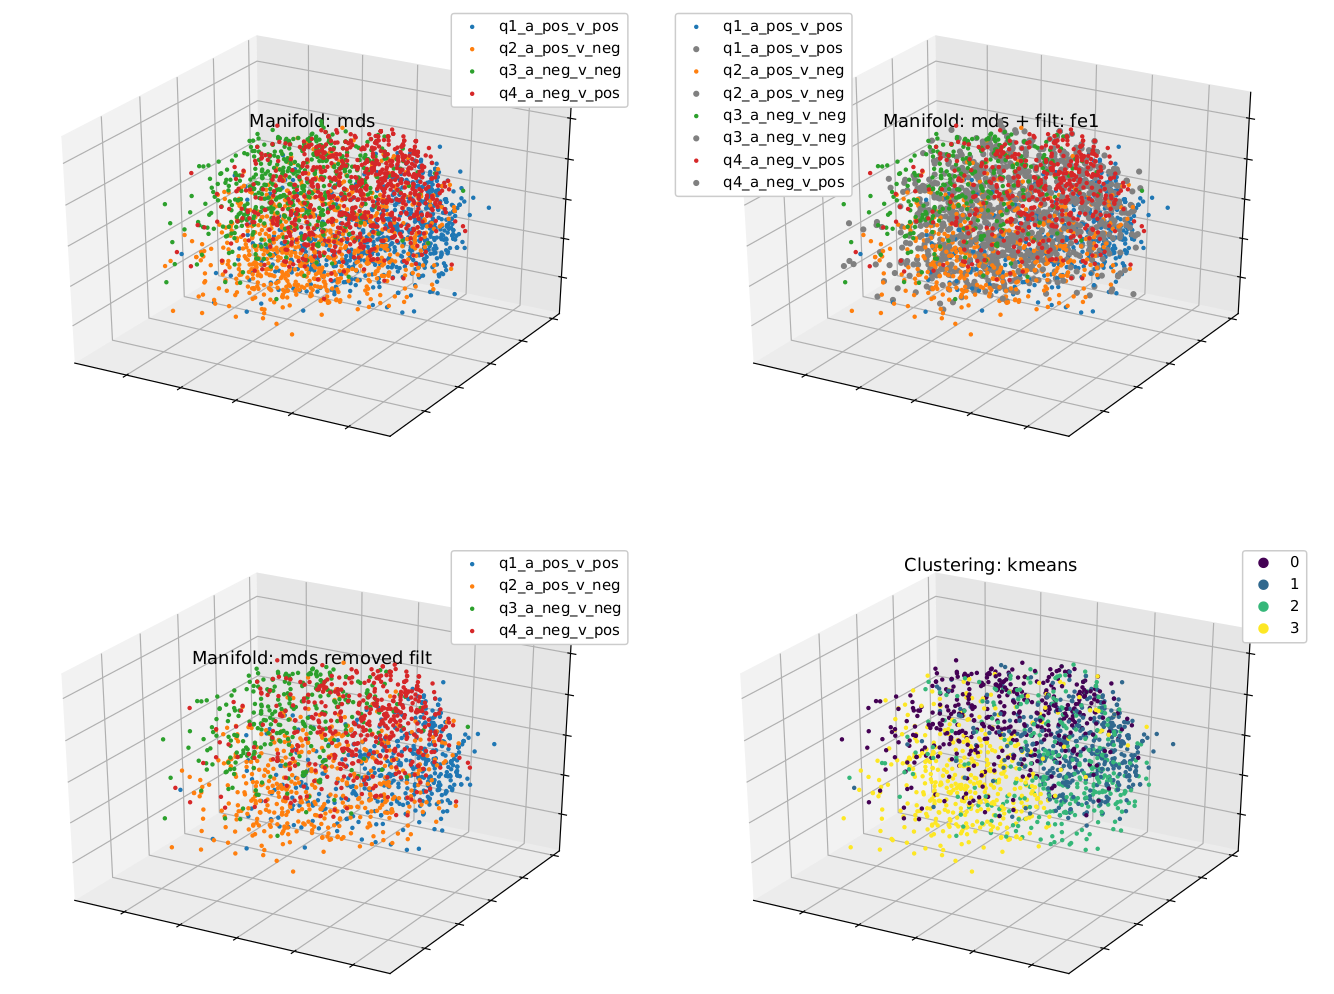 q1_a_pos_v_pos
q2_a_pos_v_neg
q3_a_neg_v_neg
q4_a_neg_v_pos
Manifold: mds
q1_a_pos_v_pos
q1_a_pos_v_pos
q2_a_pos_v_neg
q2_a_pos_v_neg
q3_a_neg_v_neg
q3_a_neg_v_neg
q4_a_neg_v_pos
q4_a_neg_v_pos
Manifold: mds + filt: fe1
q1_a_pos_v_pos
q2_a_pos_v_neg
q3_a_neg_v_neg
q4_a_neg_v_pos
Manifold: mds removed filt
Clustering: kmeans
0
1
2
3